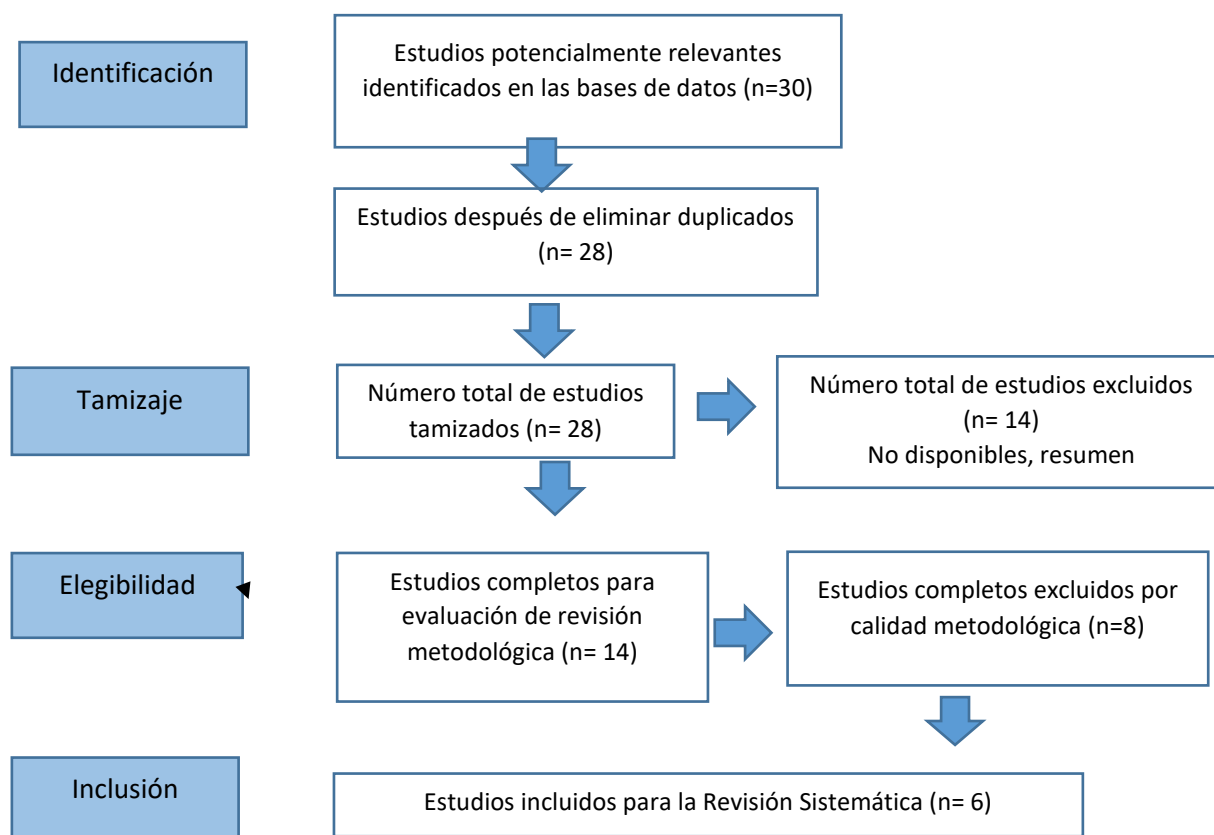 Identificación
Estudios potencialmente relevantes
identificados en las bases de datos (n=30)
Estudios después de eliminar duplicados
(n= 28)
Tamizaje
Número total de estudios
tamizados (n= 28)
Número total de estudios excluidos
(n= 14)
No disponibles, resumen
Elegibilidad
Estudios completos para
evaluación de revisión
metodológica (n= 14)
Estudios completos excluidos por
calidad metodológica (n=8)
Inclusión
Estudios incluidos para la Revisión Sistemática (n= 6)